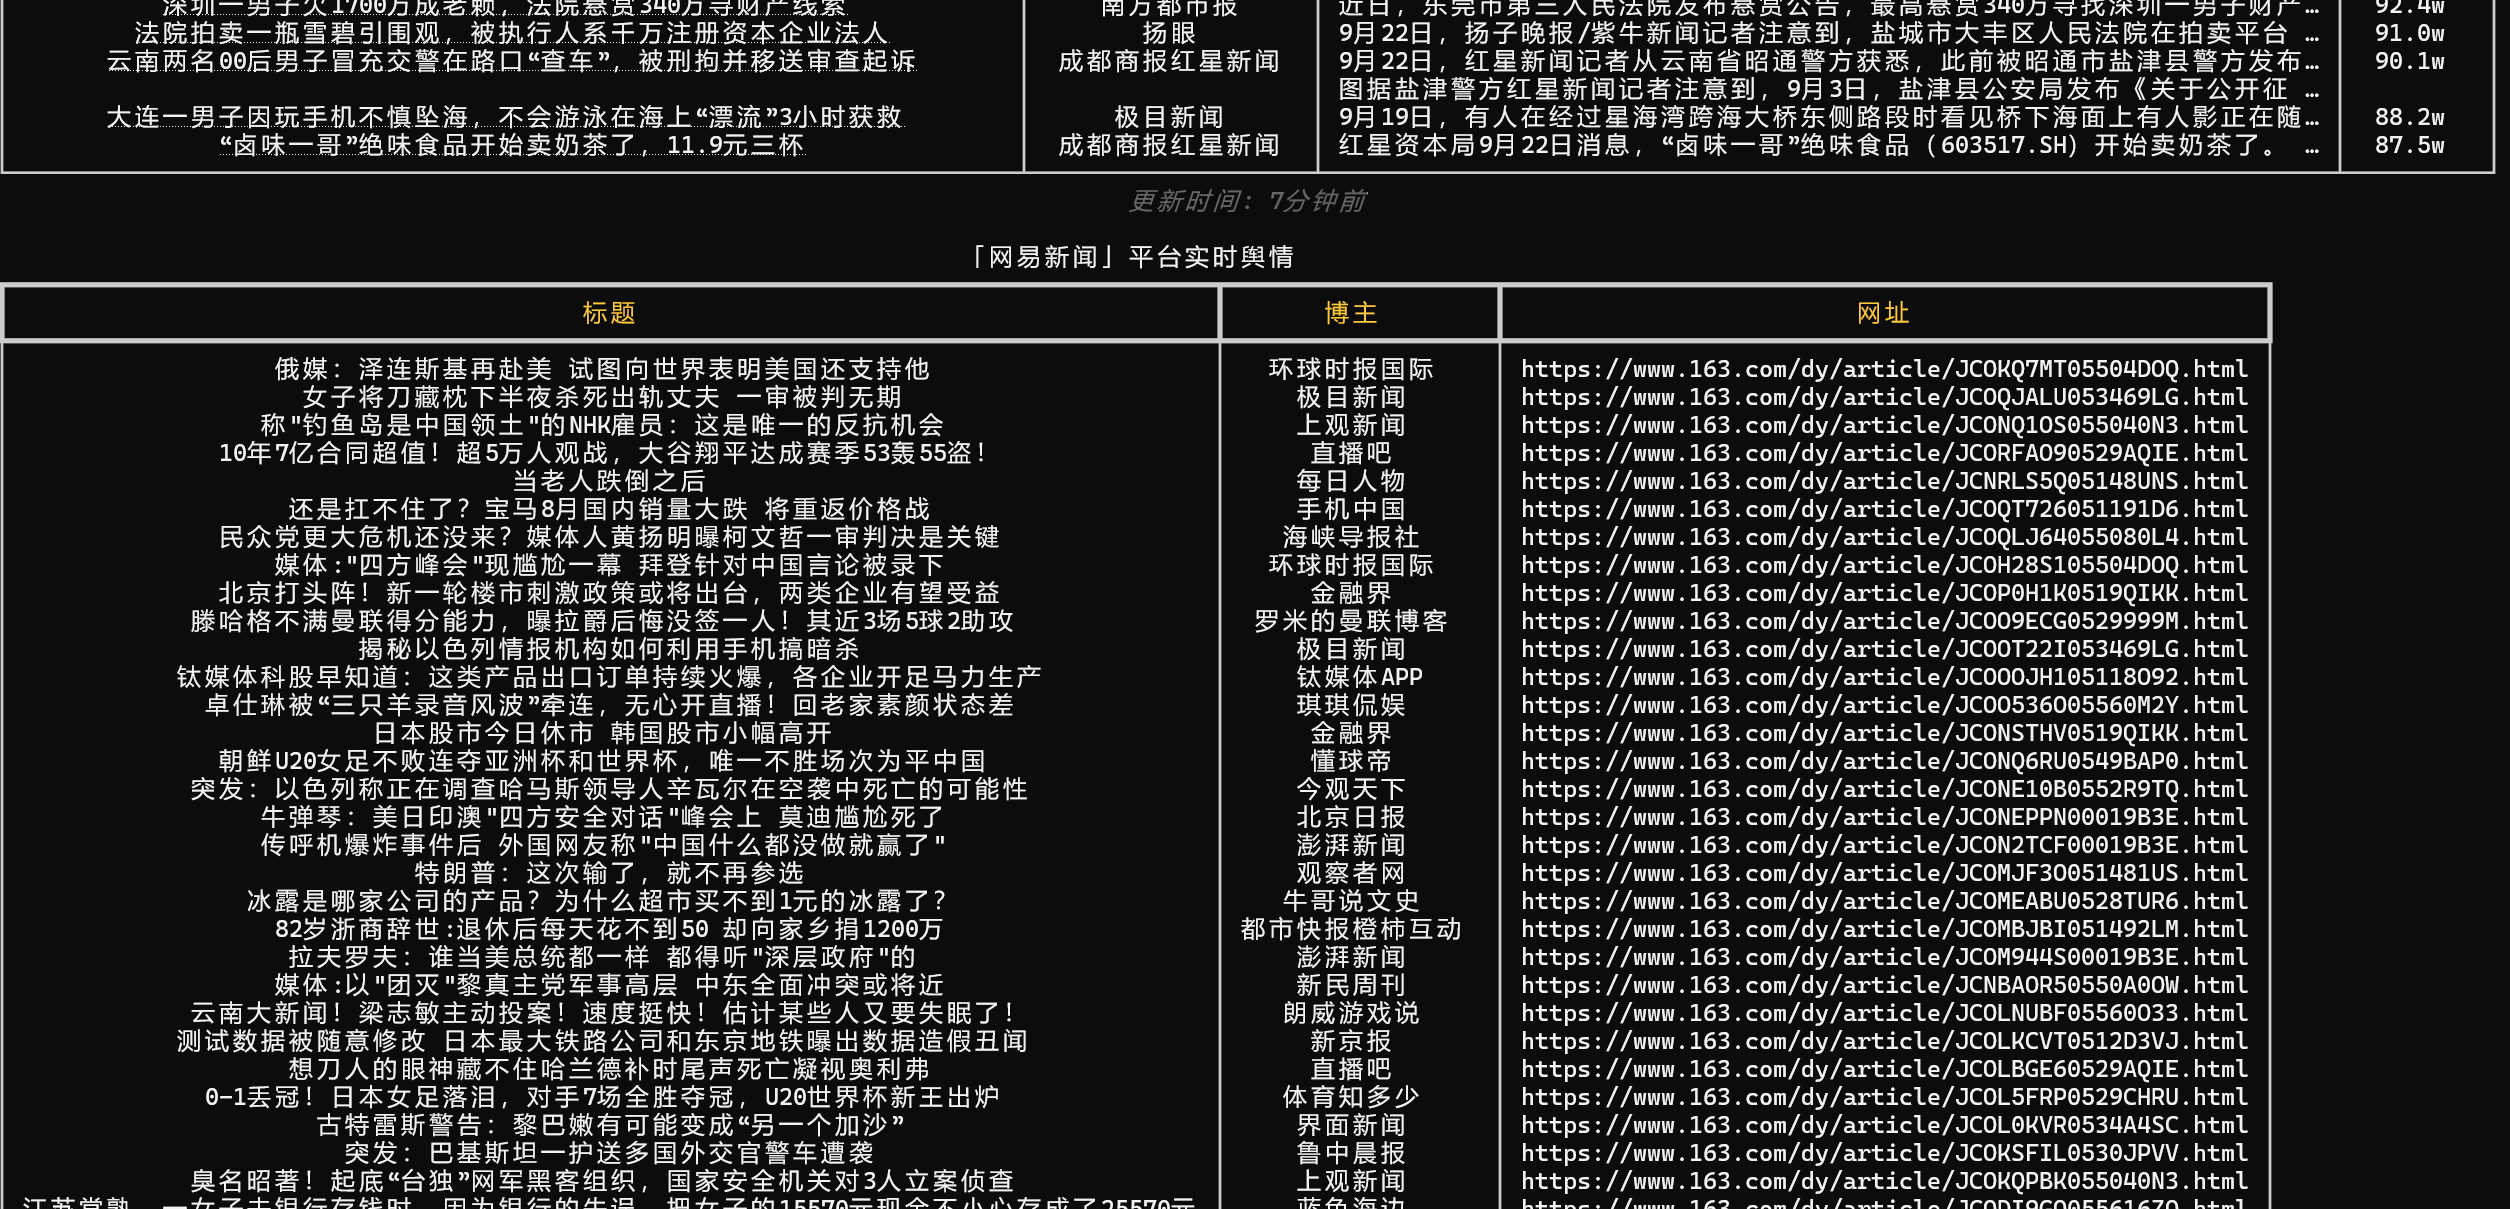 深圳一男子欠1700万成老赖，法院悬赏340万寻财产线索 南方都市报 近日，东莞市第三人民法院发布悬赏公告，最高悬赏340万寻找深圳一男子财产… 92.4w
法院拍卖一瓶雪碧引围观，被执行人系千万注册资本企业法人 扬眼 9月22日，扬子晚报/紫牛新闻记者注意到，盐城市大丰区人民法院在拍卖平台 … 91.0w
云南两名00后男子冒充交警在路口“查车”，被刑拘并移送审查起诉 成都商报红星新闻 9月22日，红星新闻记者从云南省昭通警方获悉，此前被昭通市盐津县警方发布… 90.1w
图据盐津警方红星新闻记者注意到，9月3日，盐津县公安局发布《关于公开征 …
大连一男子因玩手机不慎坠海，不会游泳在海上“漂流”3小时获救 极目新闻 9月19日，有人在经过星海湾跨海大桥东侧路段时看见桥下海面上有人影正在随… 88.2w
“卤味一哥”绝味食品开始卖奶茶了，11.9元三杯 成都商报红星新闻 红星资本局9月22日消息，“卤味一哥”绝味食品（603517.SH）开始卖奶茶了。 … 87.5w
更新时间: 7分钟前
「网易新闻」平台实时舆情
标题 博主 网址
俄媒：泽连斯基再赴美 试图向世界表明美国还支持他 环球时报国际 https://www.163.com/dy/article/JCOKQ7MT05504DOQ.html
女子将刀藏枕下半夜杀死出轨丈夫 一审被判无期 极目新闻 https://www.163.com/dy/article/JCOQJALU053469LG.html
称"钓鱼岛是中国领土"的NHK雇员：这是唯一的反抗机会 上观新闻 https://www.163.com/dy/article/JCONQ1OS055040N3.html
10年7亿合同超值！超5万人观战，大谷翔平达成赛季53轰55盗！ 直播吧 https://www.163.com/dy/article/JCORFAO90529AQIE.html
当老人跌倒之后 每日人物 https://www.163.com/dy/article/JCNRLS5Q05148UNS.html
还是扛不住了？宝马8月国内销量大跌 将重返价格战 手机中国 https://www.163.com/dy/article/JCOQT726051191D6.html
民众党更大危机还没来？媒体人黄扬明曝柯文哲一审判决是关键 海峡导报社 https://www.163.com/dy/article/JCOQLJ64055080L4.html
媒体:"四方峰会"现尴尬一幕 拜登针对中国言论被录下 环球时报国际 https://www.163.com/dy/article/JCOH28S105504DOQ.html
北京打头阵！新一轮楼市刺激政策或将出台，两类企业有望受益 金融界 https://www.163.com/dy/article/JCOP0H1K0519QIKK.html
滕哈格不满曼联得分能力，曝拉爵后悔没签一人！其近3场5球2助攻 罗米的曼联博客 https://www.163.com/dy/article/JCOO9ECG0529999M.html
揭秘以色列情报机构如何利用手机搞暗杀 极目新闻 https://www.163.com/dy/article/JCOOT22I053469LG.html
钛媒体科股早知道：这类产品出口订单持续火爆，各企业开足马力生产 钛媒体APP https://www.163.com/dy/article/JCOOOJH105118O92.html
卓仕琳被“三只羊录音风波”牵连，无心开直播！回老家素颜状态差 琪琪侃娱 https://www.163.com/dy/article/JCOO536O05560M2Y.html
日本股市今日休市 韩国股市小幅高开 金融界 https://www.163.com/dy/article/JCONSTHV0519QIKK.html
朝鲜U20女足不败连夺亚洲杯和世界杯，唯一不胜场次为平中国 懂球帝 https://www.163.com/dy/article/JCONQ6RU0549BAP0.html
突发：以色列称正在调查哈马斯领导人辛瓦尔在空袭中死亡的可能性 今观天下 https://www.163.com/dy/article/JCONE10B0552R9TQ.html
牛弹琴：美日印澳"四方安全对话"峰会上 莫迪尴尬死了 北京日报 https://www.163.com/dy/article/JCONEPPN00019B3E.html
传呼机爆炸事件后 外国网友称"中国什么都没做就赢了" 澎湃新闻 https://www.163.com/dy/article/JCON2TCF00019B3E.html
特朗普：这次输了，就不再参选 观察者网 https://www.163.com/dy/article/JCOMJF3O051481US.html
冰露是哪家公司的产品？为什么超市买不到1元的冰露了？ 牛哥说文史 https://www.163.com/dy/article/JCOMEABU0528TUR6.html
82岁浙商辞世:退休后每天花不到50 却向家乡捐1200万 都市快报橙柿互动 https://www.163.com/dy/article/JCOMBJBI051492LM.html
拉夫罗夫：谁当美总统都一样 都得听"深层政府"的 澎湃新闻 https://www.163.com/dy/article/JCOM944S00019B3E.html
媒体:以"团灭"黎真主党军事高层 中东全面冲突或将近 新民周刊 https://www.163.com/dy/article/JCNBAOR50550A0OW.html
云南大新闻！梁志敏主动投案！速度挺快！估计某些人又要失眠了！ 朗威游戏说 https://www.163.com/dy/article/JCOLNUBF05560O33.html
测试数据被随意修改 日本最大铁路公司和东京地铁曝出数据造假丑闻 新京报 https://www.163.com/dy/article/JCOLKCVT0512D3VJ.html
想刀人的眼神藏不住哈兰德补时尾声死亡凝视奥利弗 直播吧 https://www.163.com/dy/article/JCOLBGE60529AQIE.html
0-1丢冠！日本女足落泪，对手7场全胜夺冠，U20世界杯新王出炉 体育知多少 https://www.163.com/dy/article/JCOL5FRP0529CHRU.html
古特雷斯警告：黎巴嫩有可能变成“另一个加沙” 界面新闻 https://www.163.com/dy/article/JCOL0KVR0534A4SC.html
突发：巴基斯坦一护送多国外交官警车遭袭 鲁中晨报 https://www.163.com/dy/article/JCOKSFIL0530JPVV.html
臭名昭著！起底“台独”网军黑客组织，国家安全机关对3人立案侦查 上观新闻 https://www.163.com/dy/article/JCOKQPBK055040N3.html
江苏常熟，一女子去银行存钱时，因为银行的失误，把女子的15570元现金不小心存成了25570元 蓝色海边